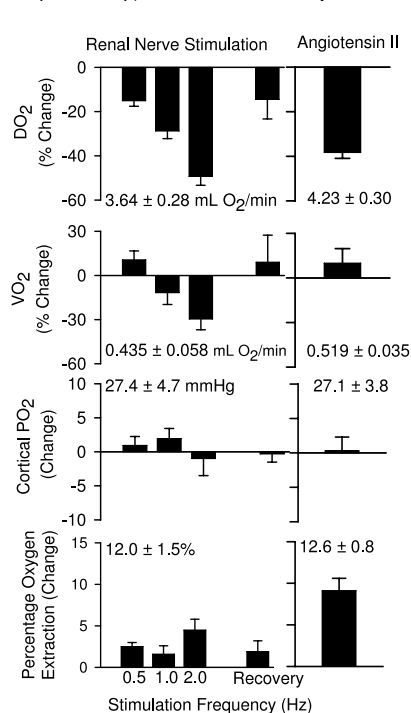 Renal Nerve Stimulation
Angiotensin II
DO2
(% Change)
0
-20
-40
-60
3.64 ± 0.28 mL O2/min
4.23 ± 0.30
VO2
(% Change)
30
0
-30
-60
0.435 ± 0.058 mL O2/min
0.519 ± 0.035
Cortical PO2
(Change)
10
5
0
-5
-10
27.4 ± 4.7 mmHg
27.1 ± 3.8
Percentage Oxygen
Extraction (Change)
15
10
5
0
12.0 ± 1.5%
12.6 ± 0.8
0.5 1.0 2.0 Recovery
Stimulation Frequency (Hz)